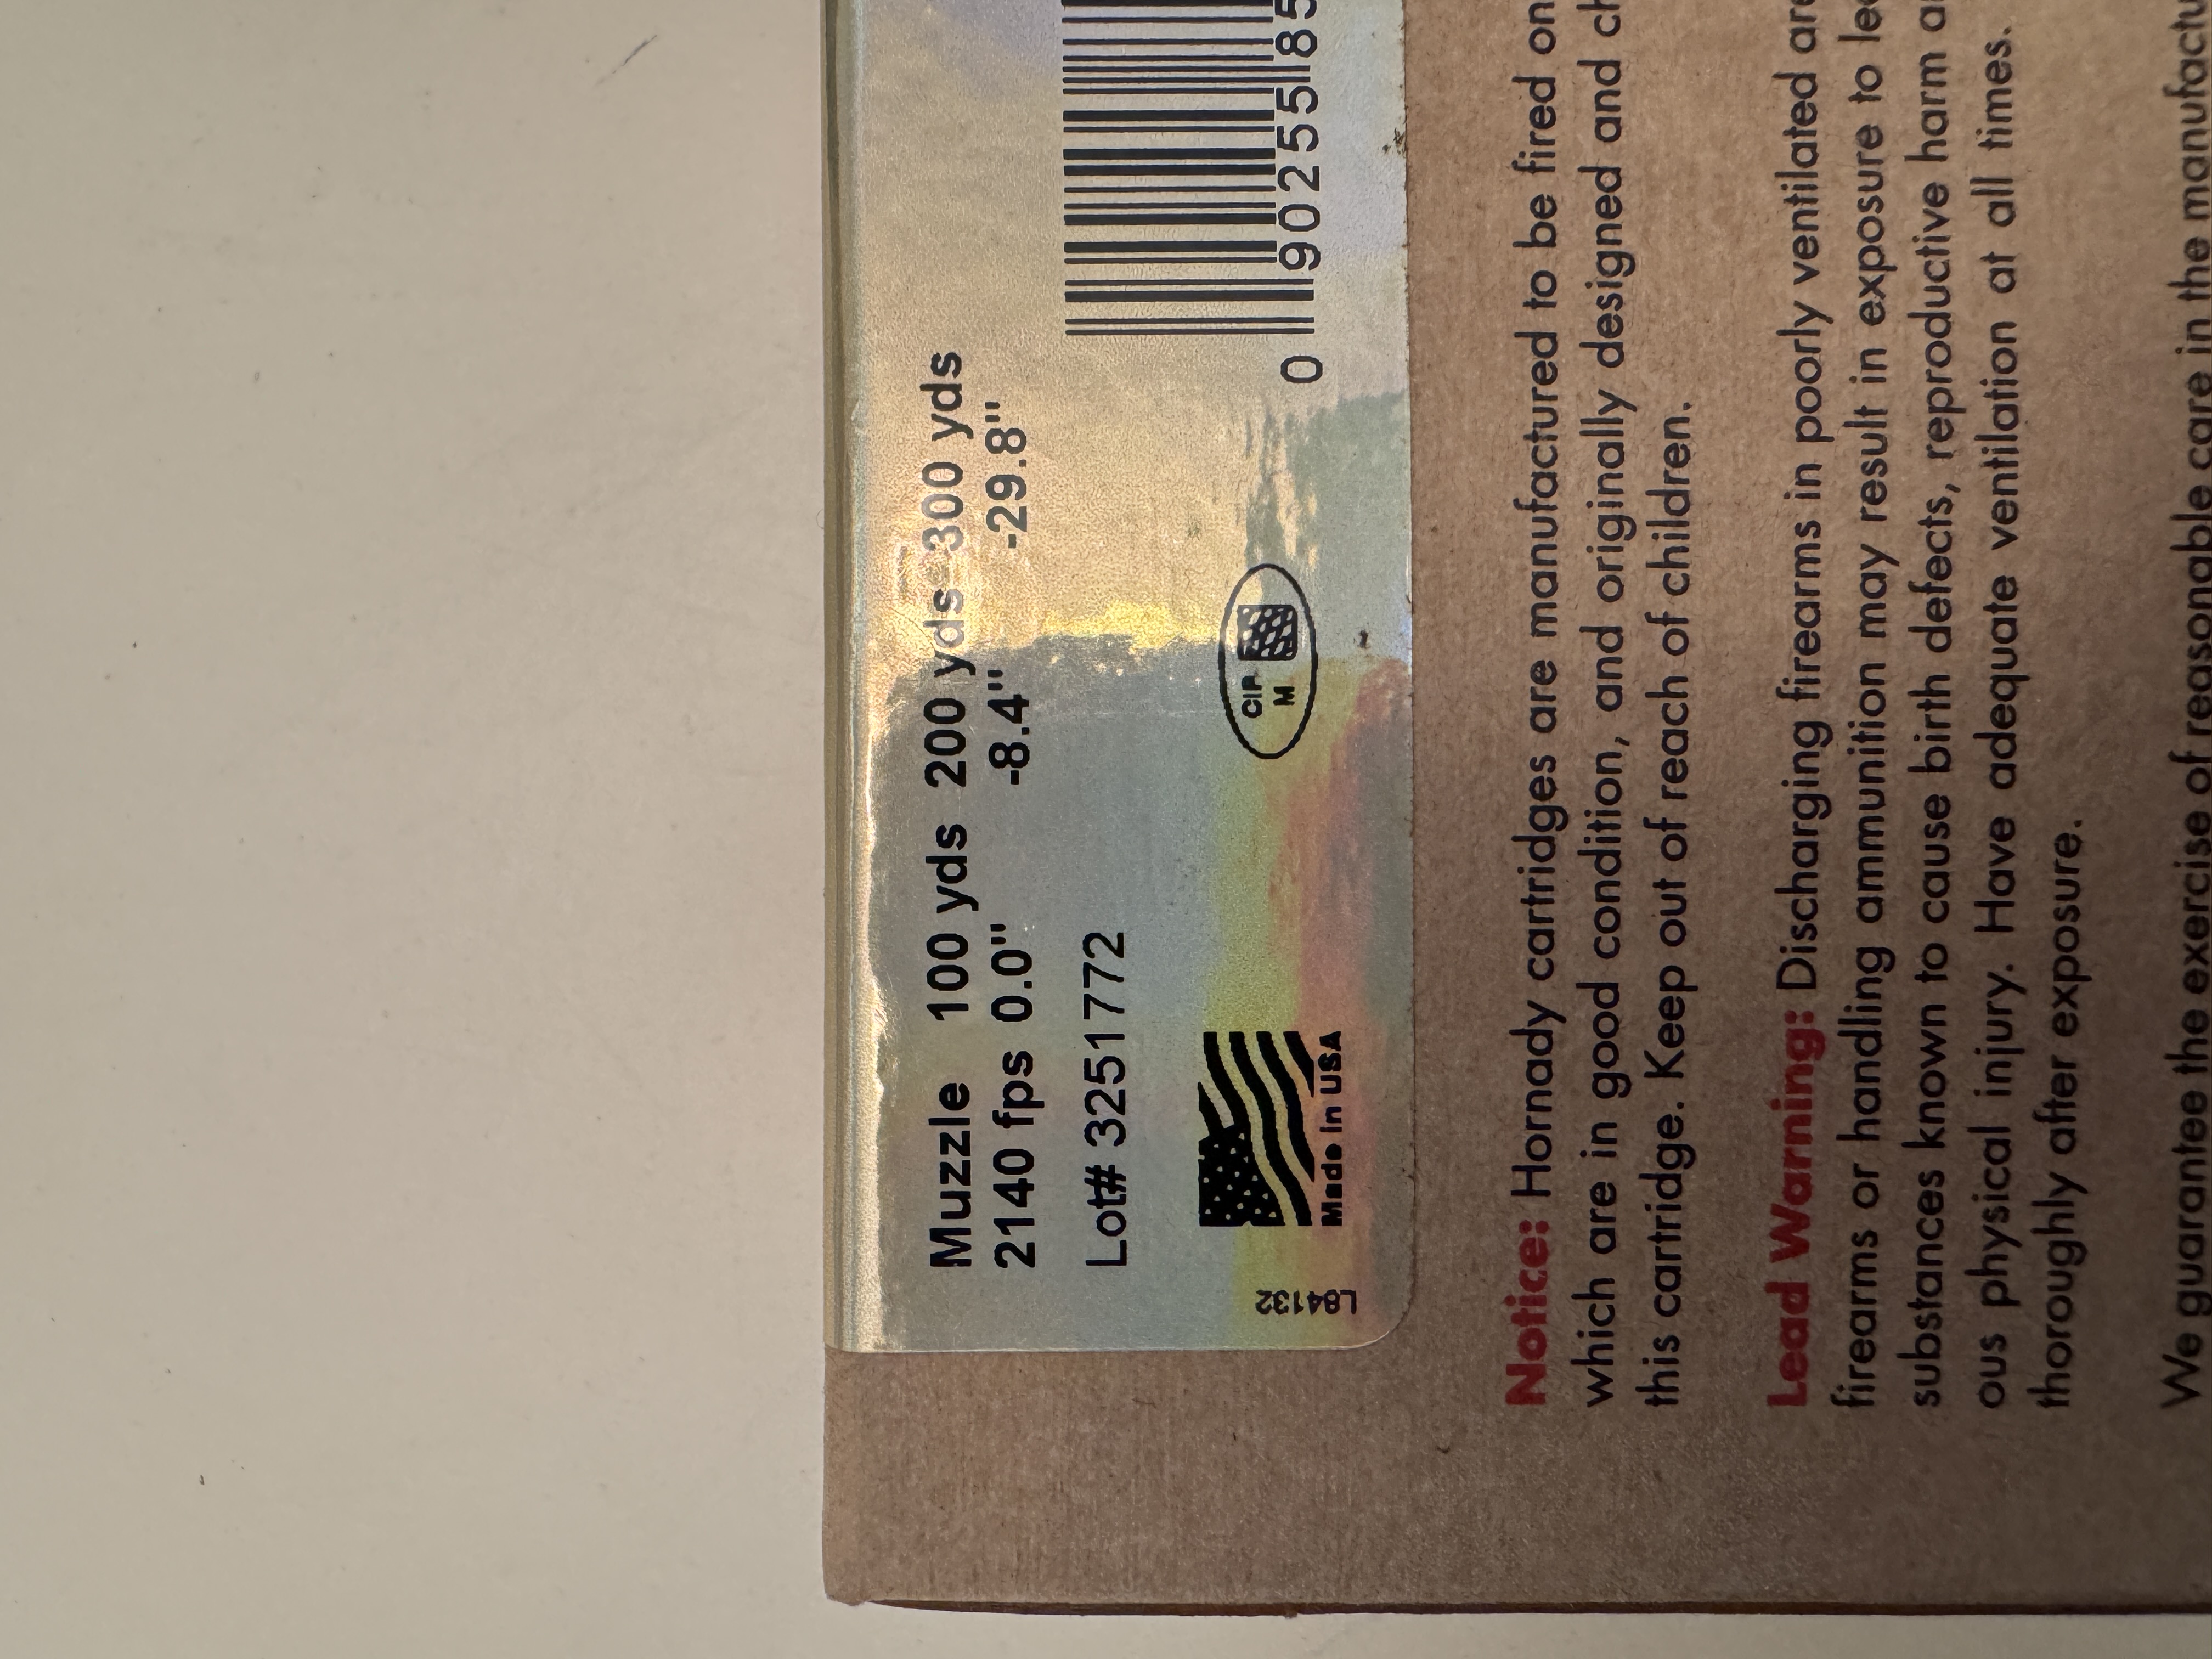 Muzzle 100 yds 200 yds 300 yds
2140 fps 0.0" -8.4" -29.8"
Lot# 3251772
CIP
M
Made in USA
L84132
0 90255 85
Notice: Hornady cartridges are manufactured to be fired
which are in good condition, and originally designed and
this cartridge. Keep out of reach of children.
Lead Warning: Discharging firearms in poorly ventilated
firearms or handling ammunition may result in exposure to
substances known to cause birth defects, reproductive harm
ous physical injury. Have adequate ventilation at all times.
thoroughly after exposure.
We guarantee the exercise of reasonable care in the